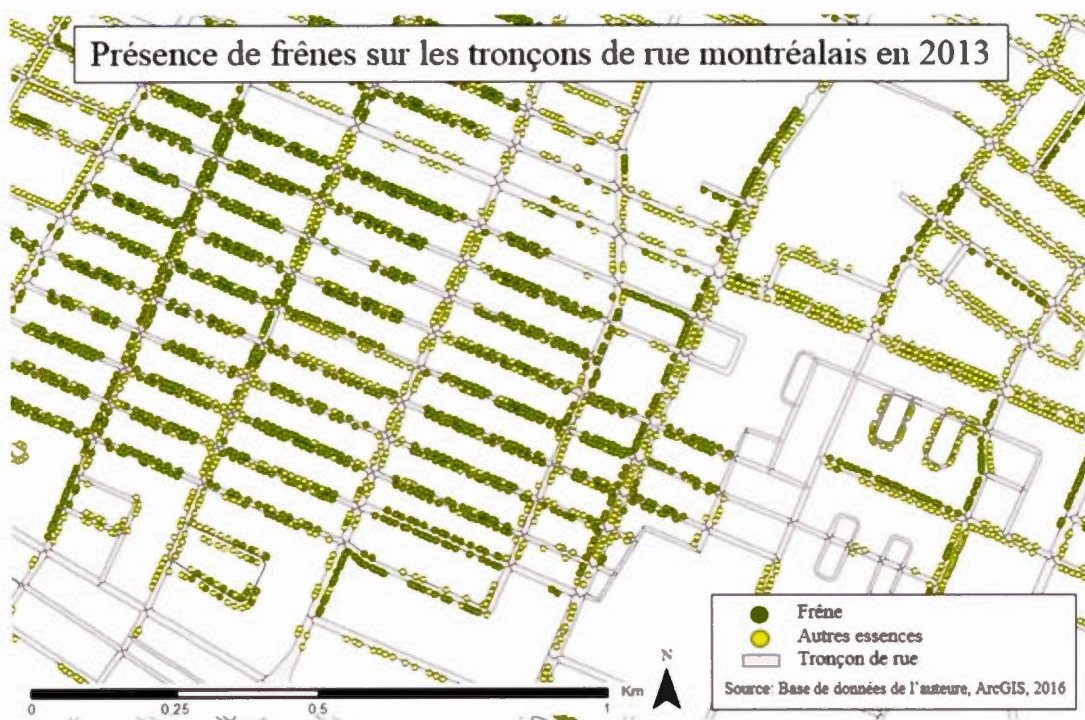 Présence de frênes sur les tronçons de rue montréalais en 2013
Frêne
Autres essences
Tronçon de rue
Source: Base de données de l'auteure, ArcGIS, 2016
N
Km
0
0.25
0.5
1